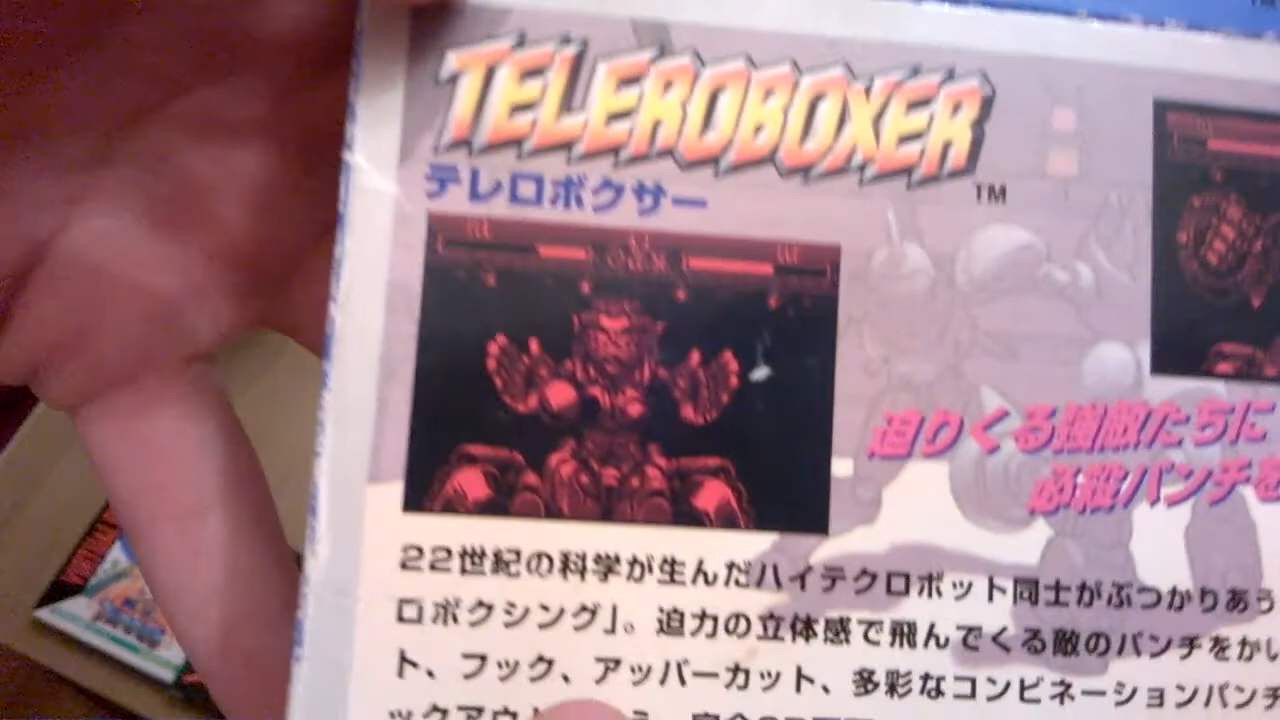 TELEROBOXER
TM
テレロボクサー
迫りくる強敵たちに
必殺パンチを
22世紀の科学が生んだハイテクロボット同士がぶつかりあう
ロボクシング」。迫力の立体感で飛んでくる敵のパンチをかい
ト、フック、アッパーカット、多彩なコンビネーションパンチ
ックアウ